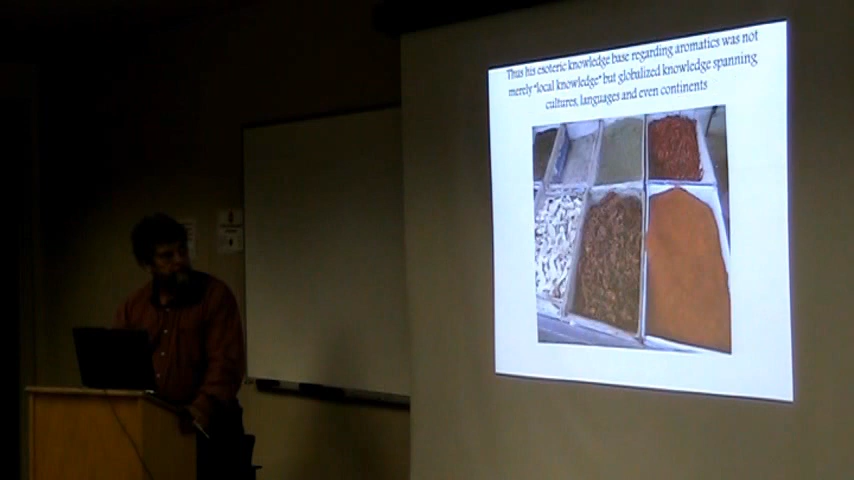 Thus his esoteric knowledge base regarding aromatics was not
merely "local knowledge" but globalized knowledge spanning
cultures, languages and even continents